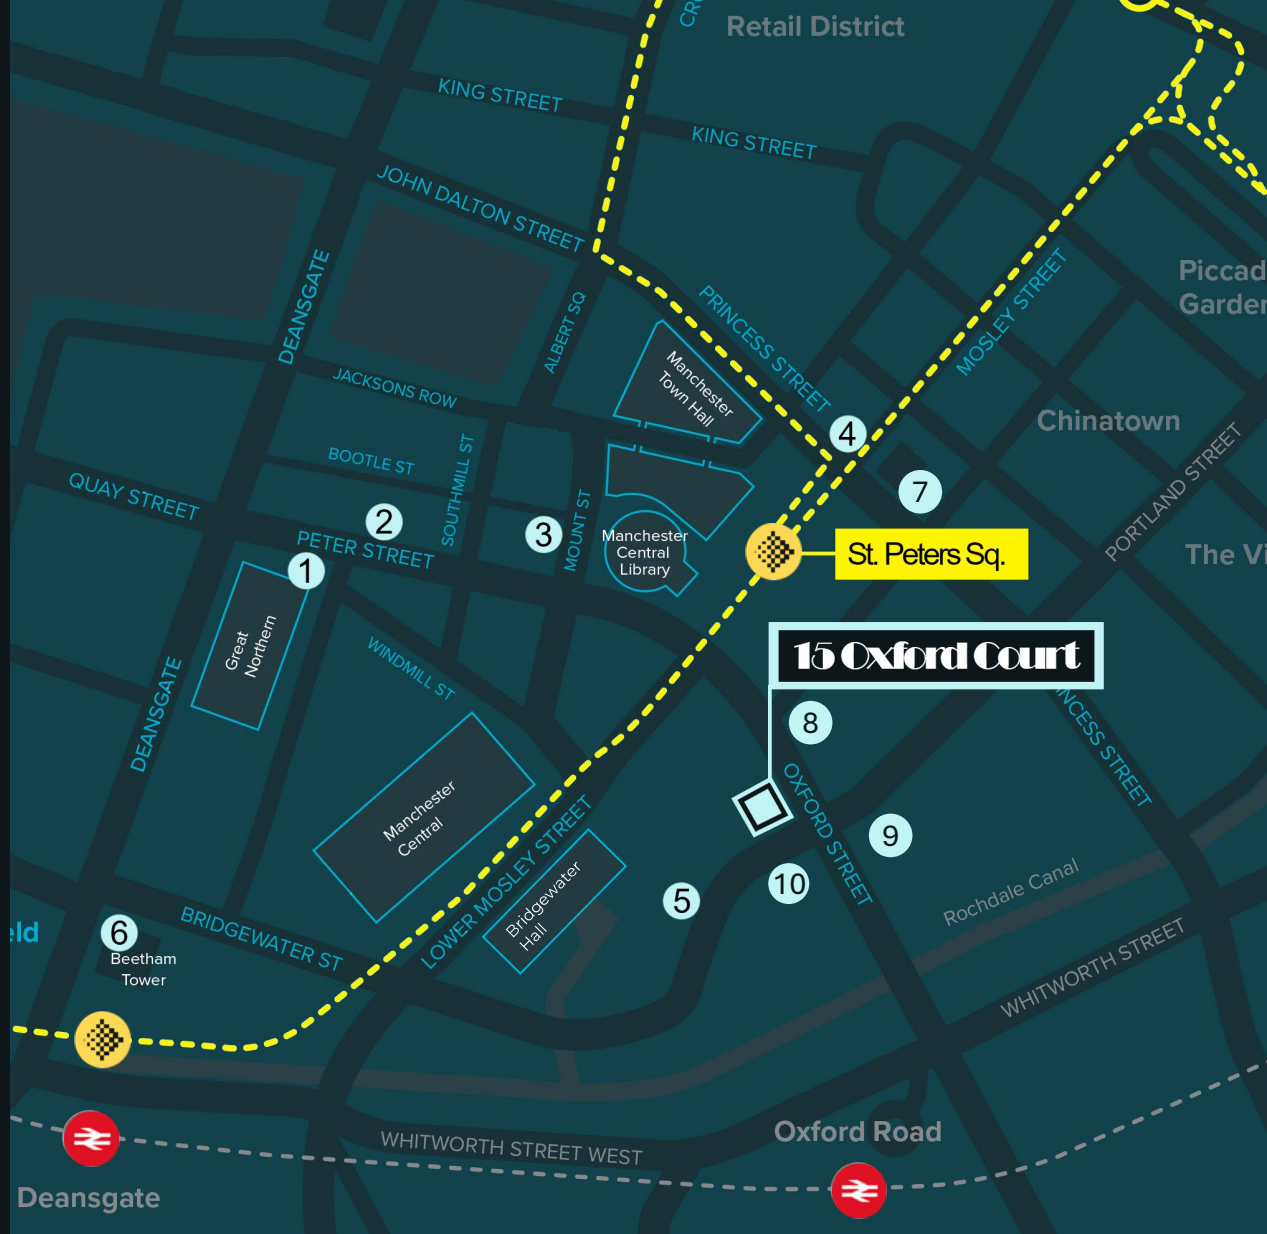 CRO
Retail District
KING STREET
KING STREET
JOHN DALTON STREET
DEANSGATE
ALBERT SQ
PRINCESS STREET
MOSLEY STREET
Piccad
Garder
JACKSONS ROW
Manchester
Town Hall
Chinatown
4
PORTLAND STREET
BOOTLE ST
SOUTHMILL ST
QUAY STREET
2
3
MOUNT ST
7
PETER STREET
Manchester
Central
Library
St. Peters Sq.
The Vi
1
Great
Northern
WINDMILL ST
15 Oxford Court
DEANSGATE
8
INCESS STREET
OXFORD STREET
Manchester
Central
9
LOWER MOSLEY STREET
Bridgewater
Hall
5
10
Rochdale Canal
eld
6
Beetham
Tower
BRIDGEWATER ST
WHITWORTH STREET
Oxford Road
WHITWORTH STREET WEST
Deansgate